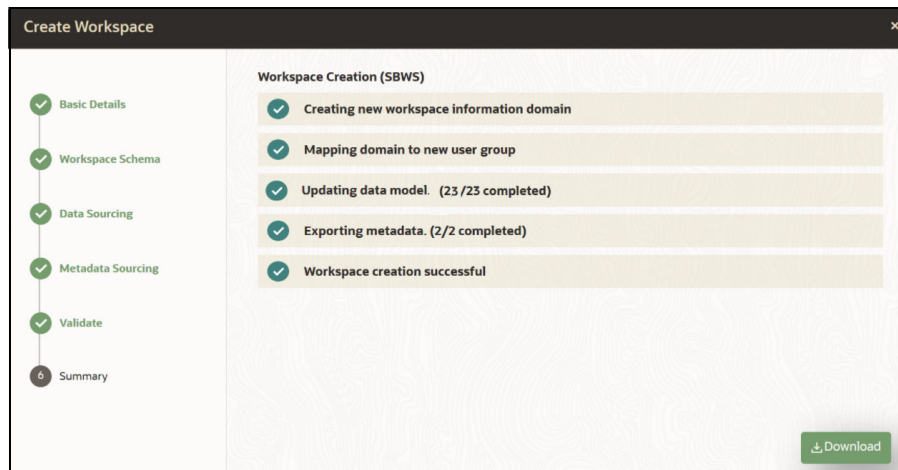 Create Workspace
×
Basic Details
Workspace Schema
Data Sourcing
Metadata Sourcing
Validate
6 Summary
Workspace Creation (SBWS)
Creating new workspace information domain
Mapping domain to new user group
Updating data model. (23 /23 completed)
Exporting metadata. (2/2 completed)
Workspace creation successful
Download